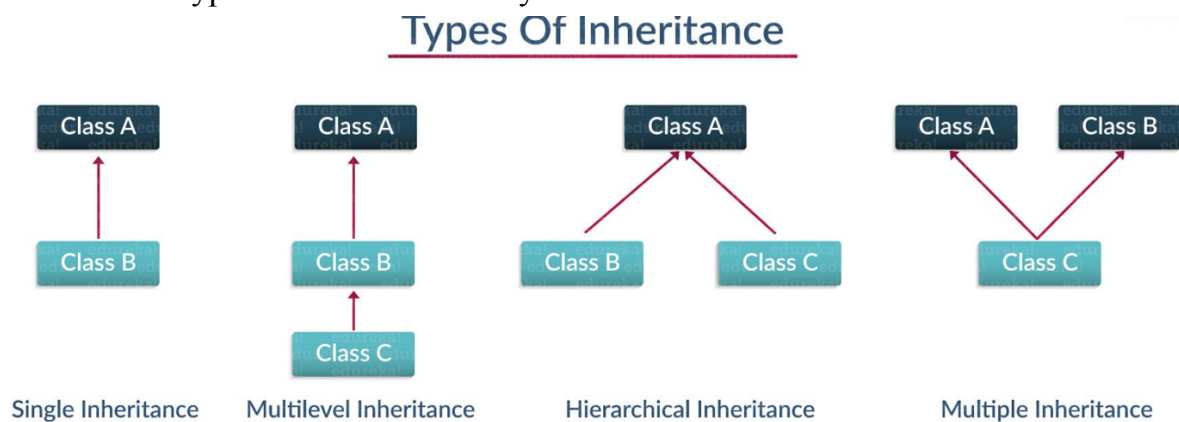 Types Of Inheritance
Class A
Class B
Single Inheritance
Class A
Class B
Class C
Multilevel Inheritance
Class A
Class B
Class C
Hierarchical Inheritance
Class A
Class B
Class C
Multiple Inheritance